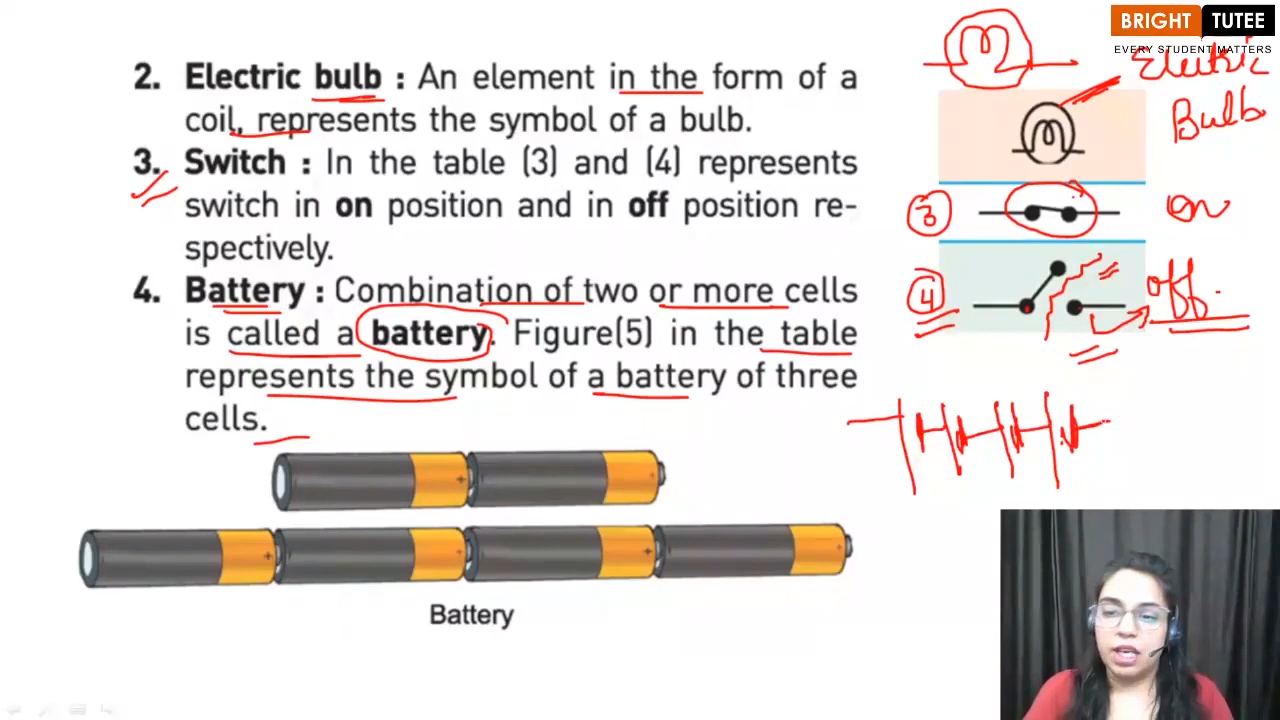 BRIGHT TUTEE
EVERY STUDENT MATTERS
2. Electric bulb : An element in the form of a
coil, represents the symbol of a bulb.
3. Switch : In the table (3) and (4) represents
switch in on position and in off position re-
spectively.
4. Battery : Combination of two or more cells
is called a battery. Figure(5) in the table
represents the symbol of a battery of three
cells.
Battery
Electric
Bulb
3 on
4 off.